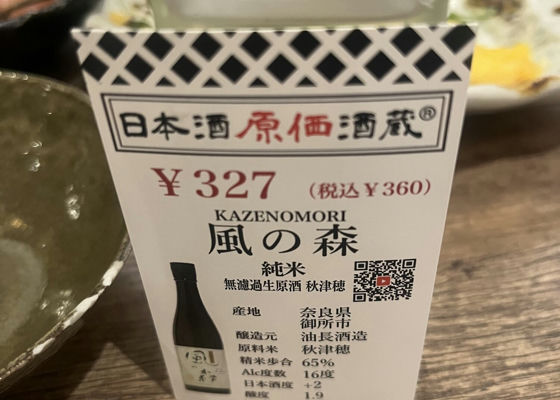 日本酒原価酒蔵®
￥327 (税込￥360)
KAZENOMORI
風の森
純米
無濾過生原酒 秋津穂
産地 奈良県
御所市
醸造元 油長酒造
原料米 秋津穂
精米歩合 65%
Alc度数 16度
日本酒度 +2
酸度 1.9